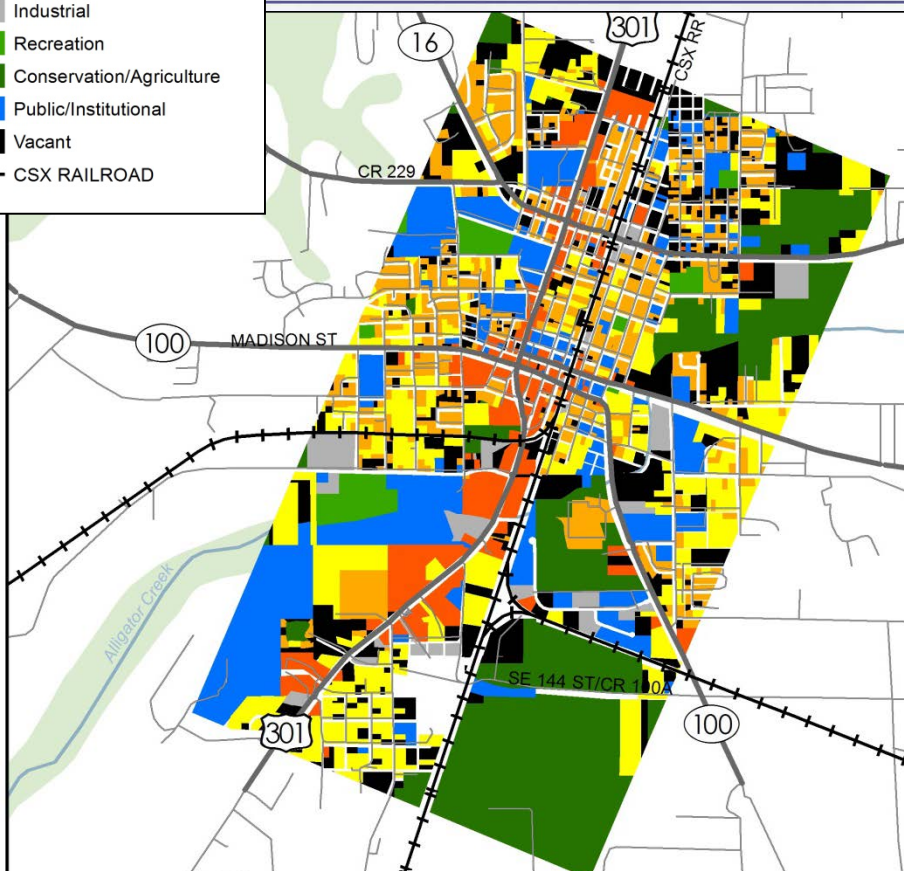 Industrial
Recreation
Conservation/Agriculture
Public/Institutional
Vacant
CSX RAILROAD
16
301
CSX RR
CR 229
100
MADISON ST
Alligator Creek
SE 144 ST/CR 100A
301
100